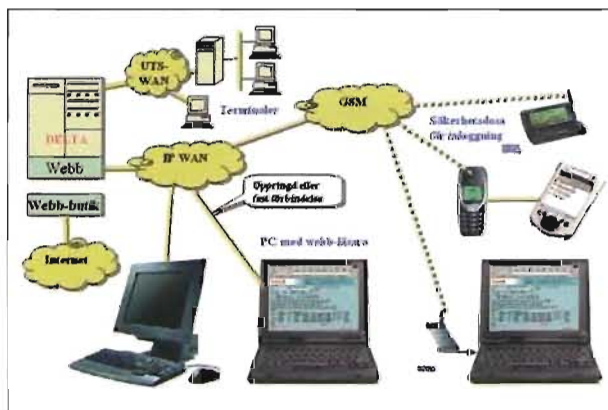 UTS-
WAN
Terminaler
GSM
DELTA
Webb
IP WAN
Säkerhetsdosa
för inloggning
Webb-butik
Uppringd eller
fast förbindelse
Internet
PC med webb-läsare